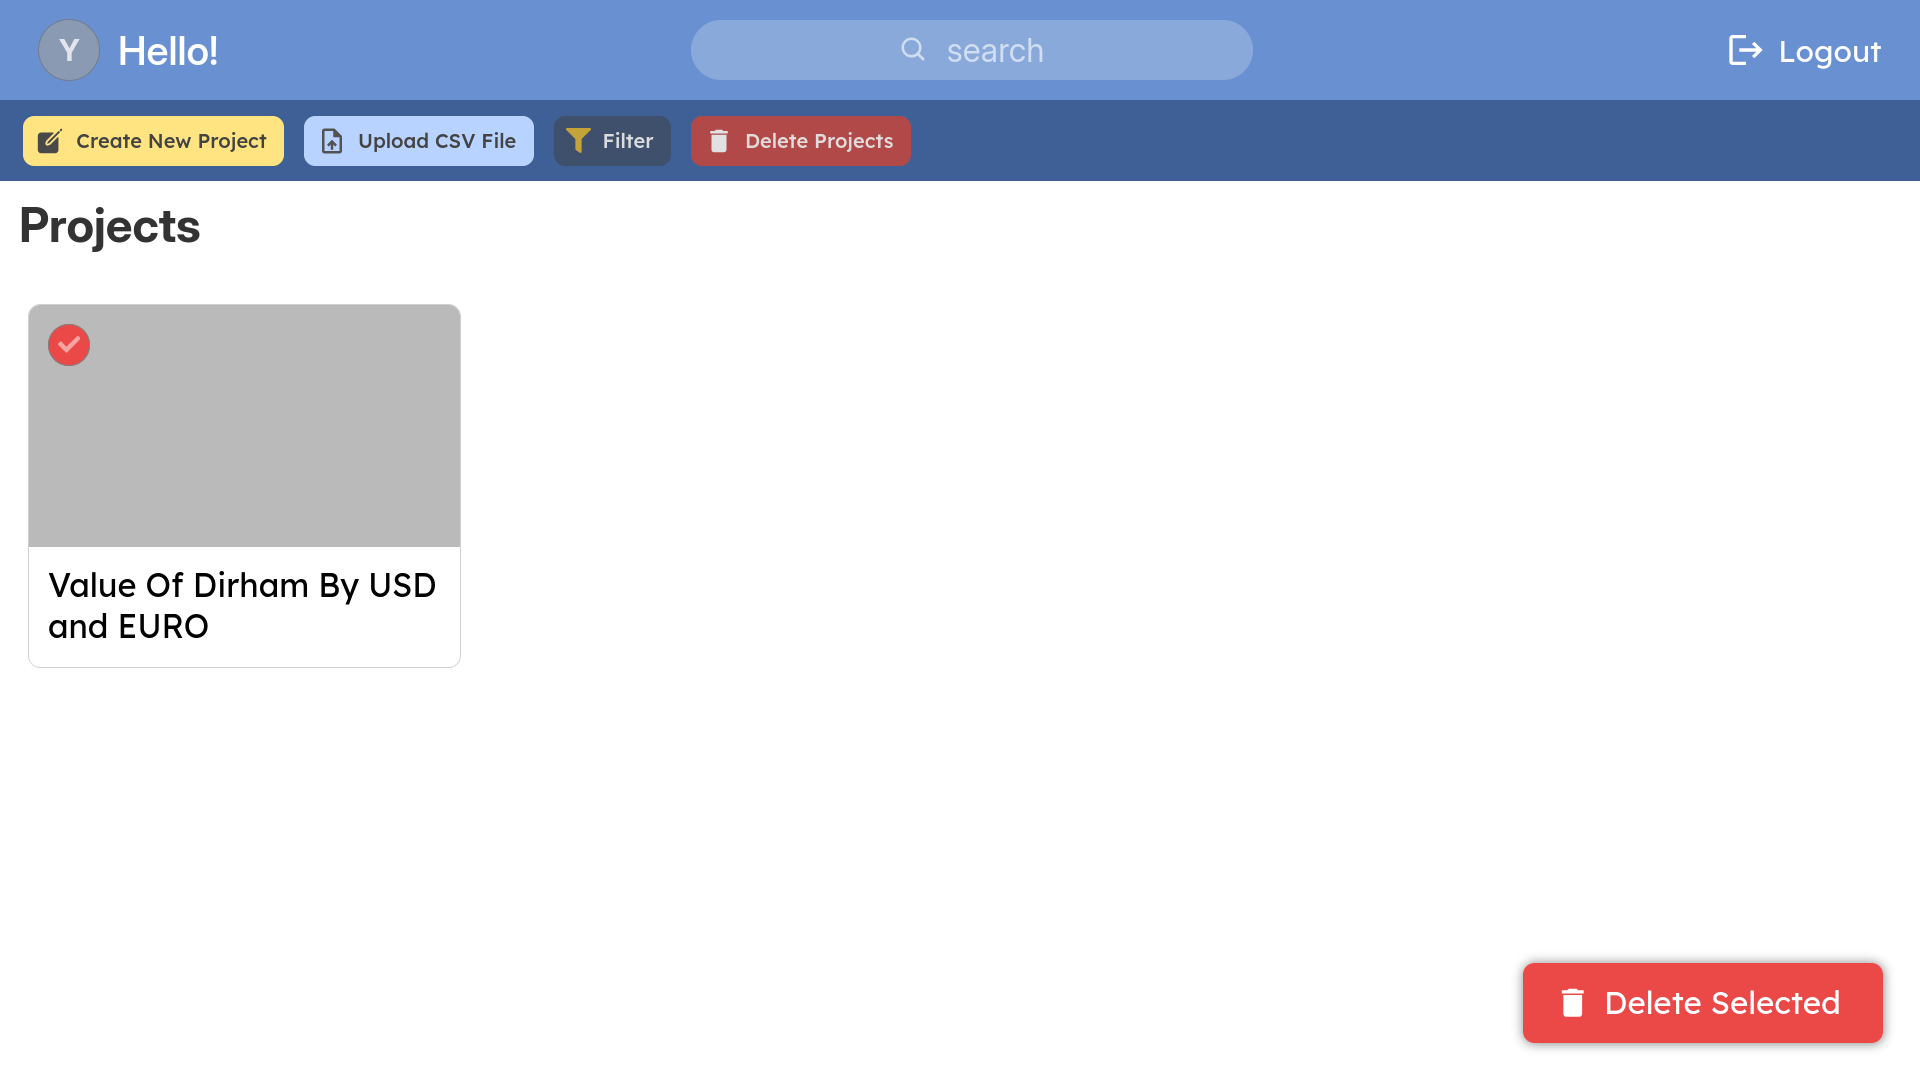 Y
Hello!
search
Logout
Create New Project
Upload CSV File
Filter
Delete Projects
Projects
Value Of Dirham By USD
and EURO
Delete Selected